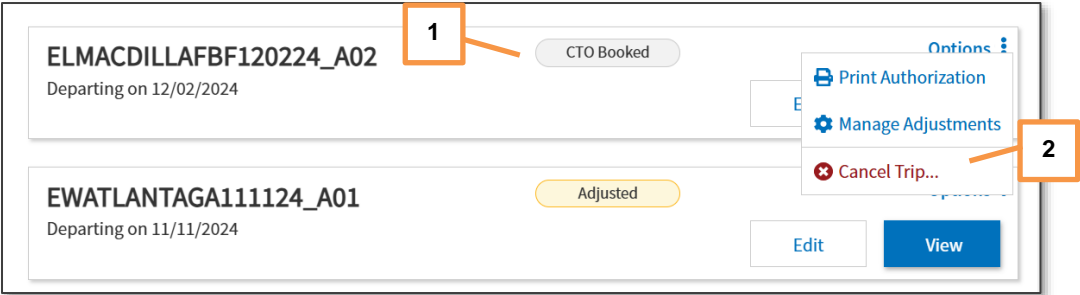 1
ELMACDILLAFBF120224_A02
CTO Booked
Options
Departing on 12/02/2024
Print Authorization
Manage Adjustments
Cancel Trip...
2
EWATLANTAGA111124_A01
Adjusted
Departing on 11/11/2024
Edit
View